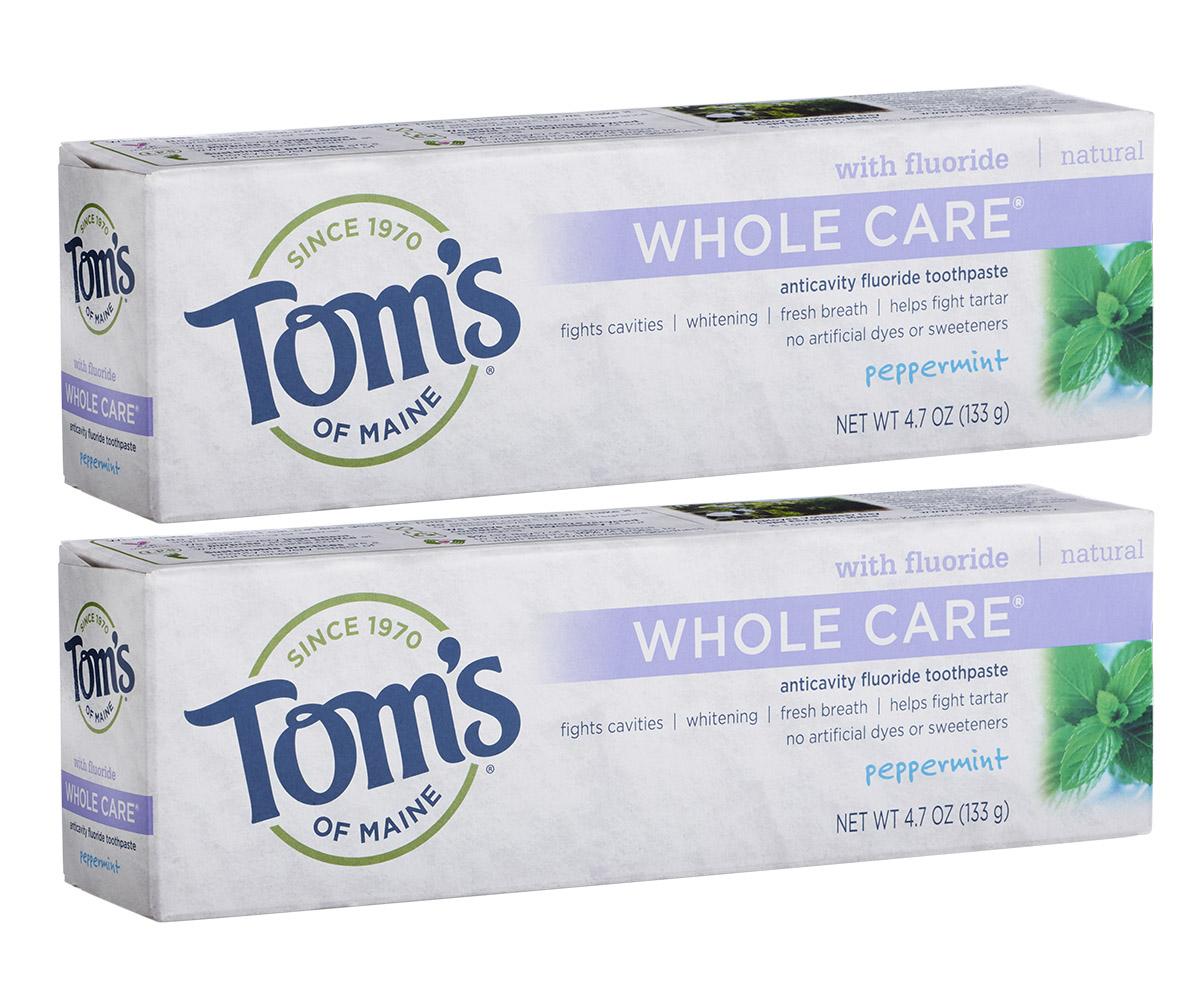 with fluoride | natural
WHOLE CARE®
SINCE 1970
Tom's®
OF MAINE
anticavity fluoride toothpaste
fights cavities | whitening | fresh breath | helps fight tartar
no artificial dyes or sweeteners
peppermint
NET WT 4.7 OZ (133 g)
SINCE 1970
Tom's
OF MAINE
with fluoride
WHOLE CARE®
anticavity fluoride toothpaste
peppermint
with fluoride | natural
WHOLE CARE®
SINCE 1970
Tom's®
OF MAINE
anticavity fluoride toothpaste
fights cavities | whitening | fresh breath | helps fight tartar
no artificial dyes or sweeteners
peppermint
NET WT 4.7 OZ (133 g)
SINCE 1970
Tom's
OF MAINE
with fluoride
WHOLE CARE®
anticavity fluoride toothpaste
peppermint